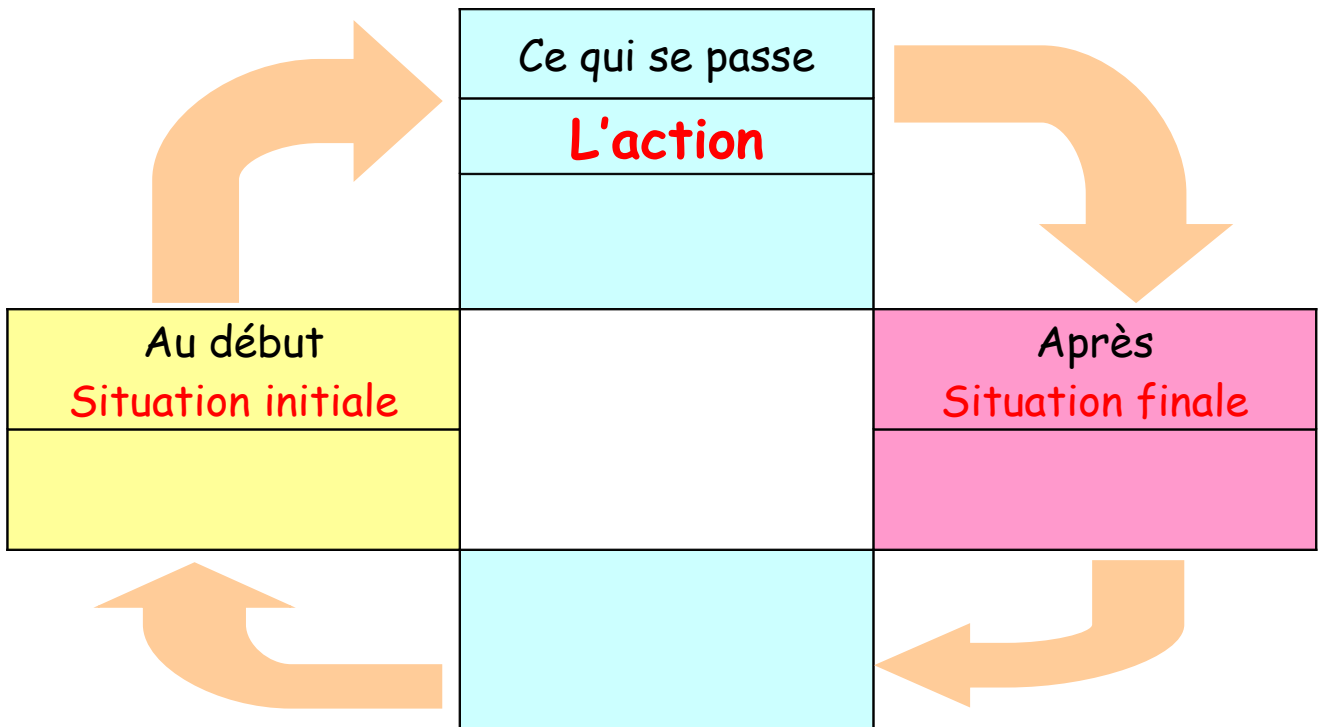 Ce qui se passe
L'action
Au début
Situation initiale
Après
Situation finale